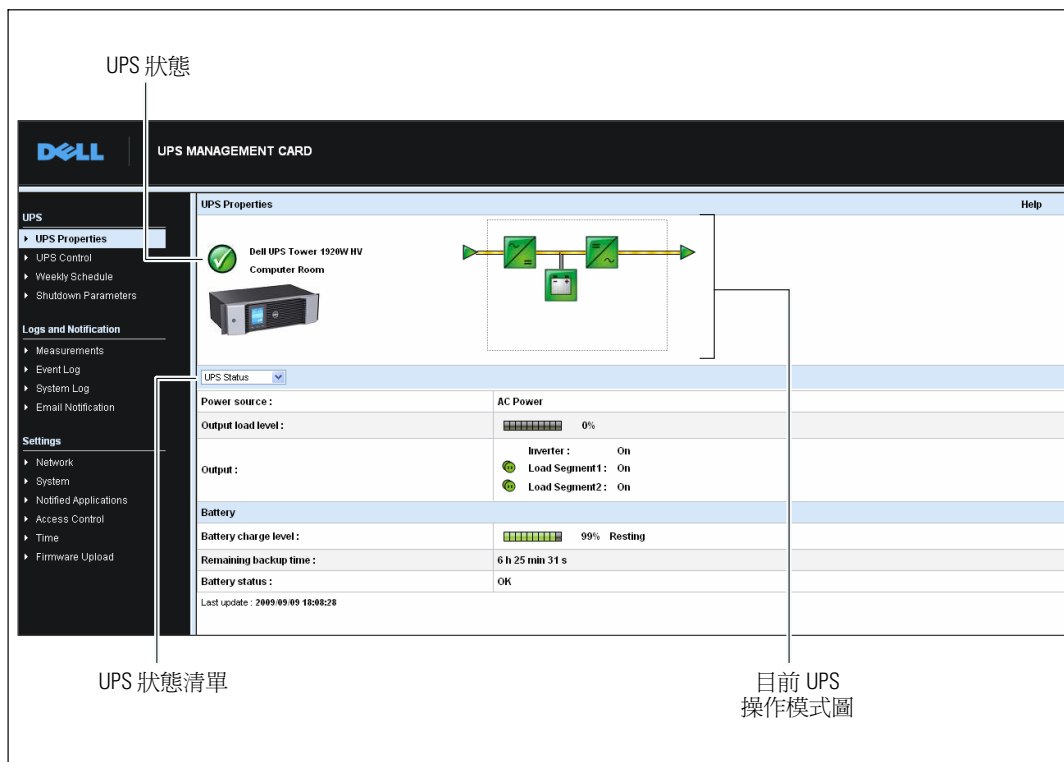 UPS 狀態
DELL
UPS MANAGEMENT CARD
UPS
UPS Properties
UPS Control
Weekly Schedule
Shutdown Parameters
Logs and Notification
Measurements
Event Log
System Log
Email Notification
Settings
Network
System
Notified Applications
Access Control
Time
Firmware Upload
UPS Properties
Help
Dell UPS Tower 1920W HV
Computer Room
UPS Status
Power source : AC Power
Output load level : 0%
Output :
Inverter : On
Load Segment1 : On
Load Segment2 : On
Battery
Battery charge level : 99% Resting
Remaining backup time : 6 h 25 min 31 s
Battery status : OK
Last update : 2009/09/09 18:08:28
UPS 狀態清單
目前 UPS
操作模式圖